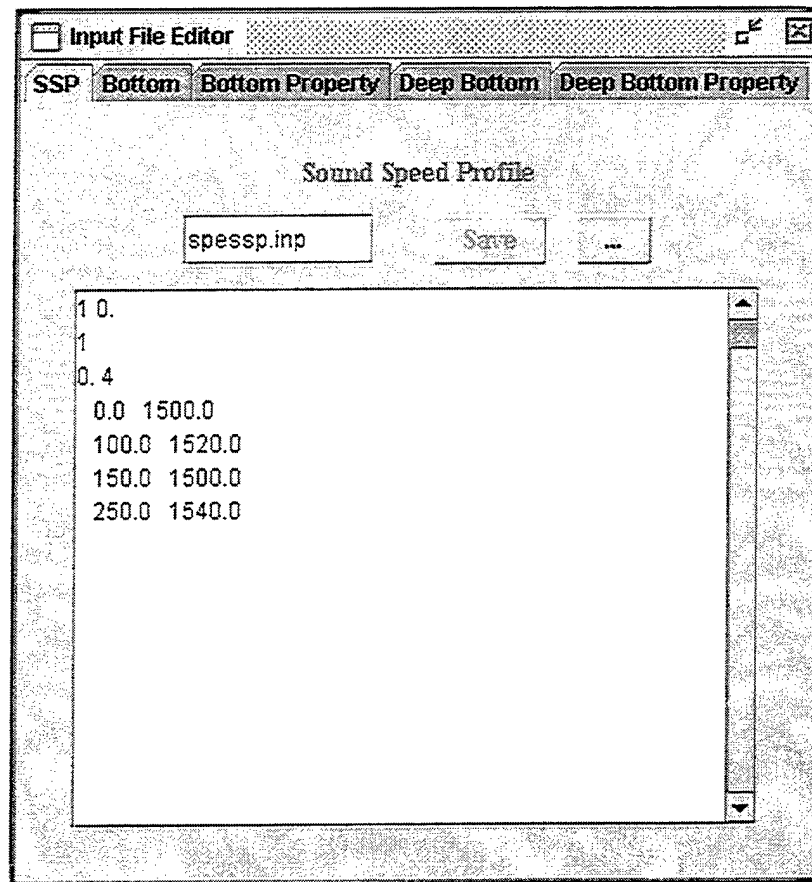 Input File Editor
SSP Bottom Bottom Property Deep Bottom Deep Bottom Property
Sound Speed Profile
spessp.inp Save ...
1 0.
1
0. 4
0.0 1500.0
100.0 1520.0
150.0 1500.0
250.0 1540.0